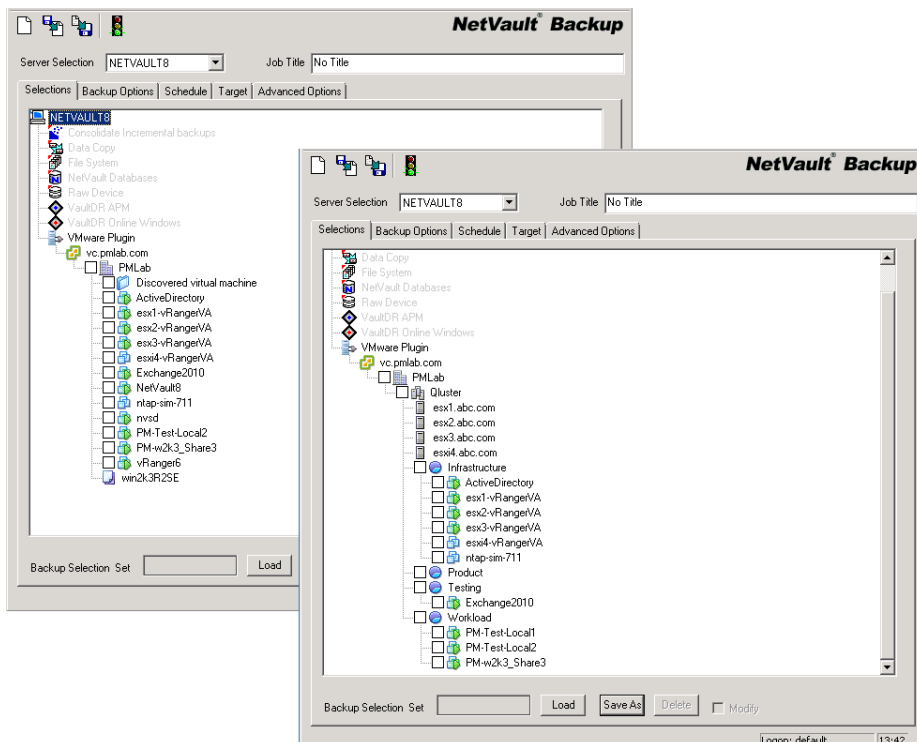 NetVault® Backup
Server Selection NETVAULT8 Job Title No Title
Selections Backup Options Schedule Target Advanced Options
NETVAULT8
Consolidate Incremental backups
Data Copy
File System
NetVault Databases
Raw Device
VaultDR APM
VaultDR Online Windows
VMware Plugin
vc.pmlab.com
PMLab
Discovered virtual machine
ActiveDirectory
esx1-vRangerVA
esx2-vRangerVA
esx3-vRangerVA
esxi4-vRangerVA
Exchange2010
NetVault8
ntap-sim-711
nvsd
PM-Test-Local2
PM-w2k3_Share3
vRanger6
win2k3R2SE
Backup Selection Set Load
NetVault® Backup
Server Selection NETVAULT8 Job Title No Title
Selections Backup Options Schedule Target Advanced Options
Data Copy
File System
NetVault Databases
Raw Device
VaultDR APM
VaultDR Online Windows
VMware Plugin
vc.pmlab.com
PMLab
Qluster
esx1.abc.com
esx2.abc.com
esx3.abc.com
esxi4.abc.com
Infrastructure
ActiveDirectory
esx1-vRangerVA
esx2-vRangerVA
esx3-vRangerVA
esxi4-vRangerVA
ntap-sim-711
Product
Testing
Exchange2010
Workload
PM-Test-Local1
PM-Test-Local2
PM-w2k3_Share3
Backup Selection Set Load Save As Delete Modify
Logon: default 13:42